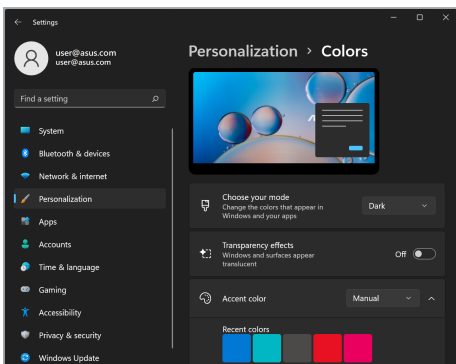 Settings
user@asus.com
user@asus.com
Find a setting
System
Bluetooth & devices
Network & internet
Personalization
Apps
Accounts
Time & language
Gaming
Accessibility
Privacy & security
Windows Update
Personalization > Colors
Choose your mode
Change the colors that appear in
Windows and your apps
Dark
Transparency effects
Windows and surfaces appear
translucent
Off
Accent color
Manual
Recent colors